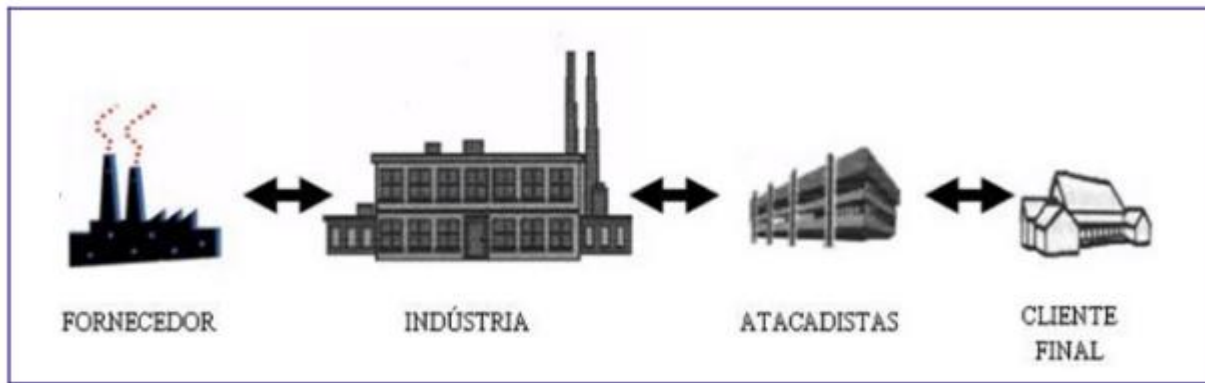 FORNECEDOR
INDÚSTRIA
ATACADISTAS
CLIENTE
FINAL